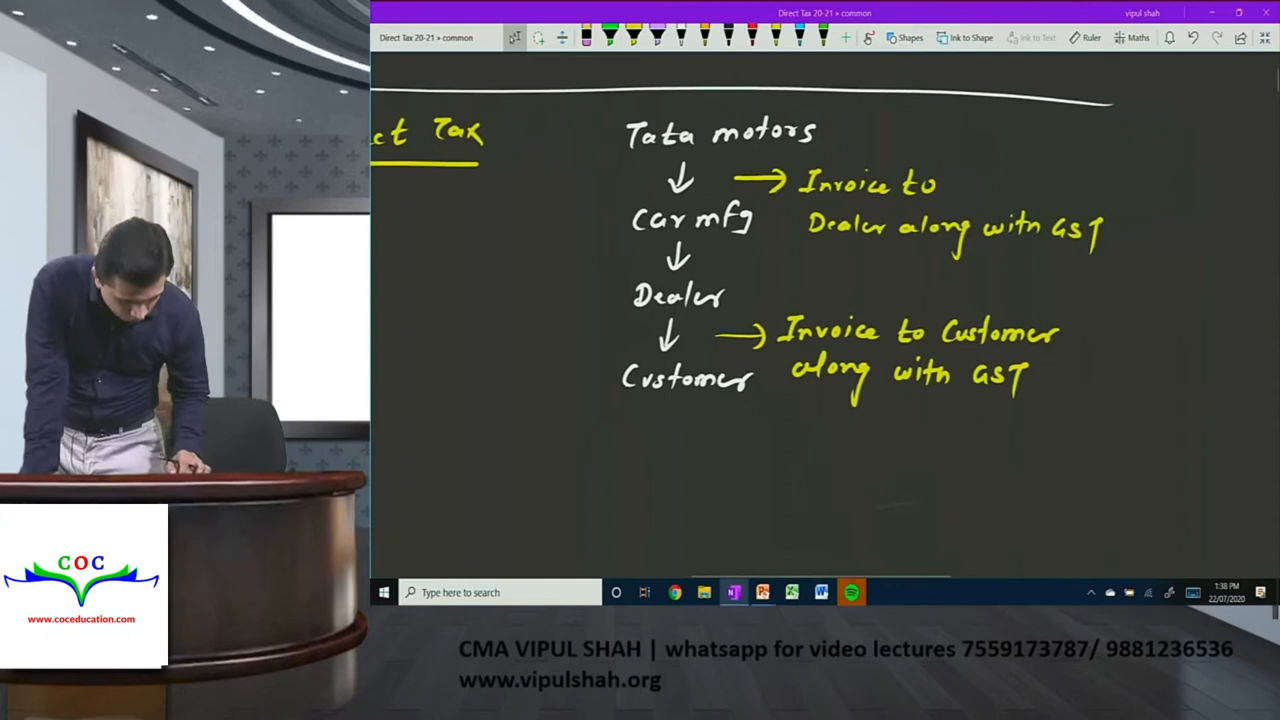 Direct Tax 20-21 » common
vipul shah
Direct Tax 20-21 » common
Shapes
Ink to Shape
Ink to Text
Ruler
Maths
ct Tax
Tata motors
Invoice to
Car mfg
Dealer along with GST
Dealer
Invoice to Customer
Customer
along with GST
COC
www.coceducation.com
Type here to search
1:38 PM
22/07/2020
CMA VIPUL SHAH | whatsapp for video lectures 7559173787/ 9881236536
www.vipulshah.org